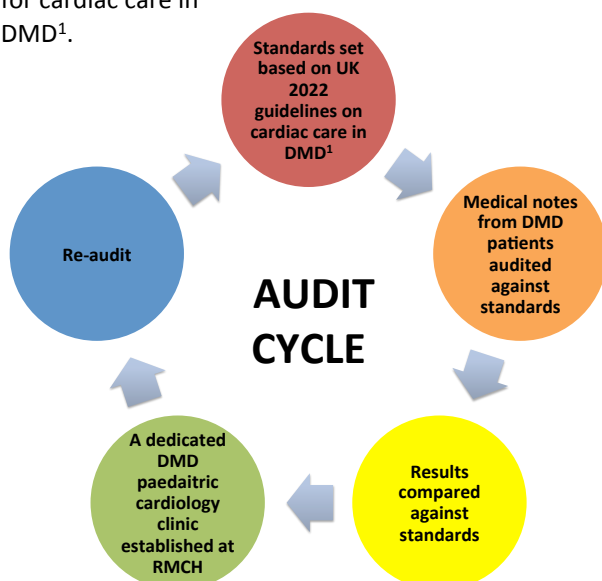 for cardiac care in
DMD¹.
Standards set
based on UK
2022
guidelines on
cardiac care in
DMD¹
Medical notes
from DMD
patients
audited
against
standards
Results
compared
against
standards
A dedicated
DMD
paedaitric
cardiology
clinic
established at
RMCH
Re-audit
AUDIT
CYCLE